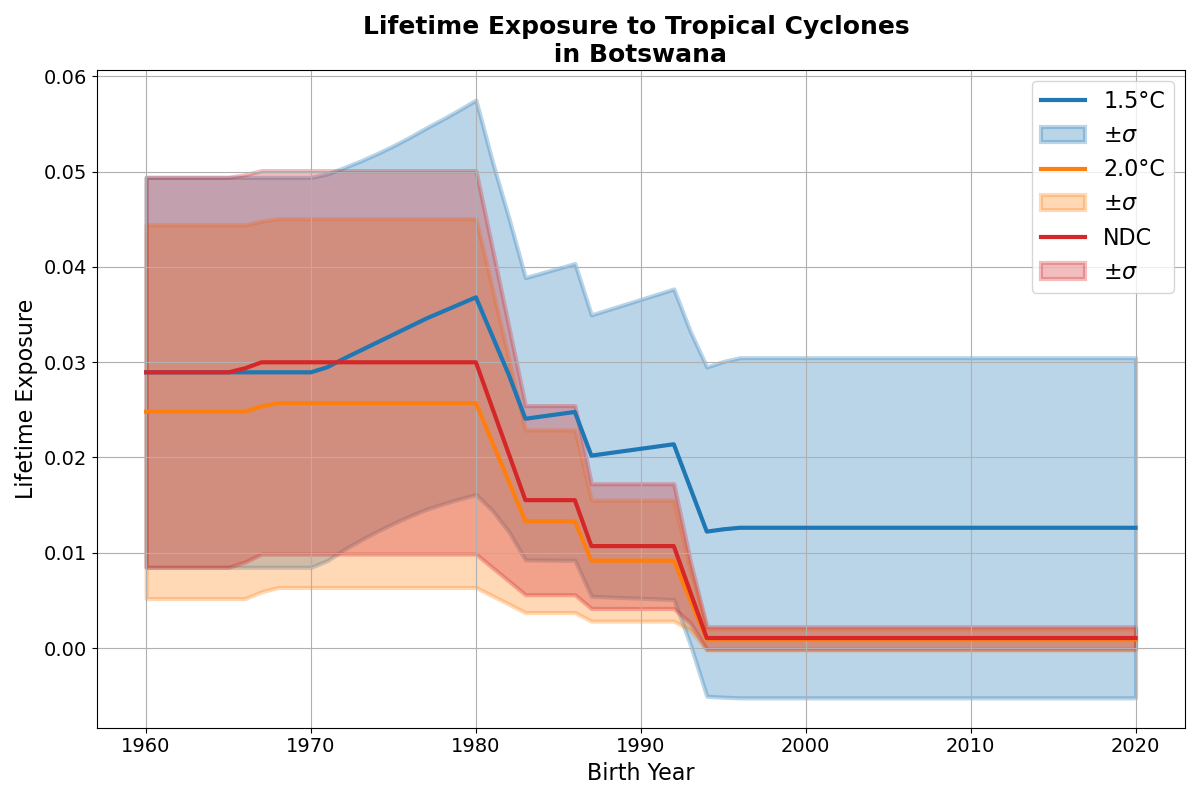 Lifetime Exposure to Tropical Cyclones
in Botswana
0.06
0.05
0.04
0.03
0.02
0.01
0.00
Lifetime Exposure
1.5°C
±σ
2.0°C
±σ
NDC
±σ
1960 1970 1980 1990 2000 2010 2020
Birth Year